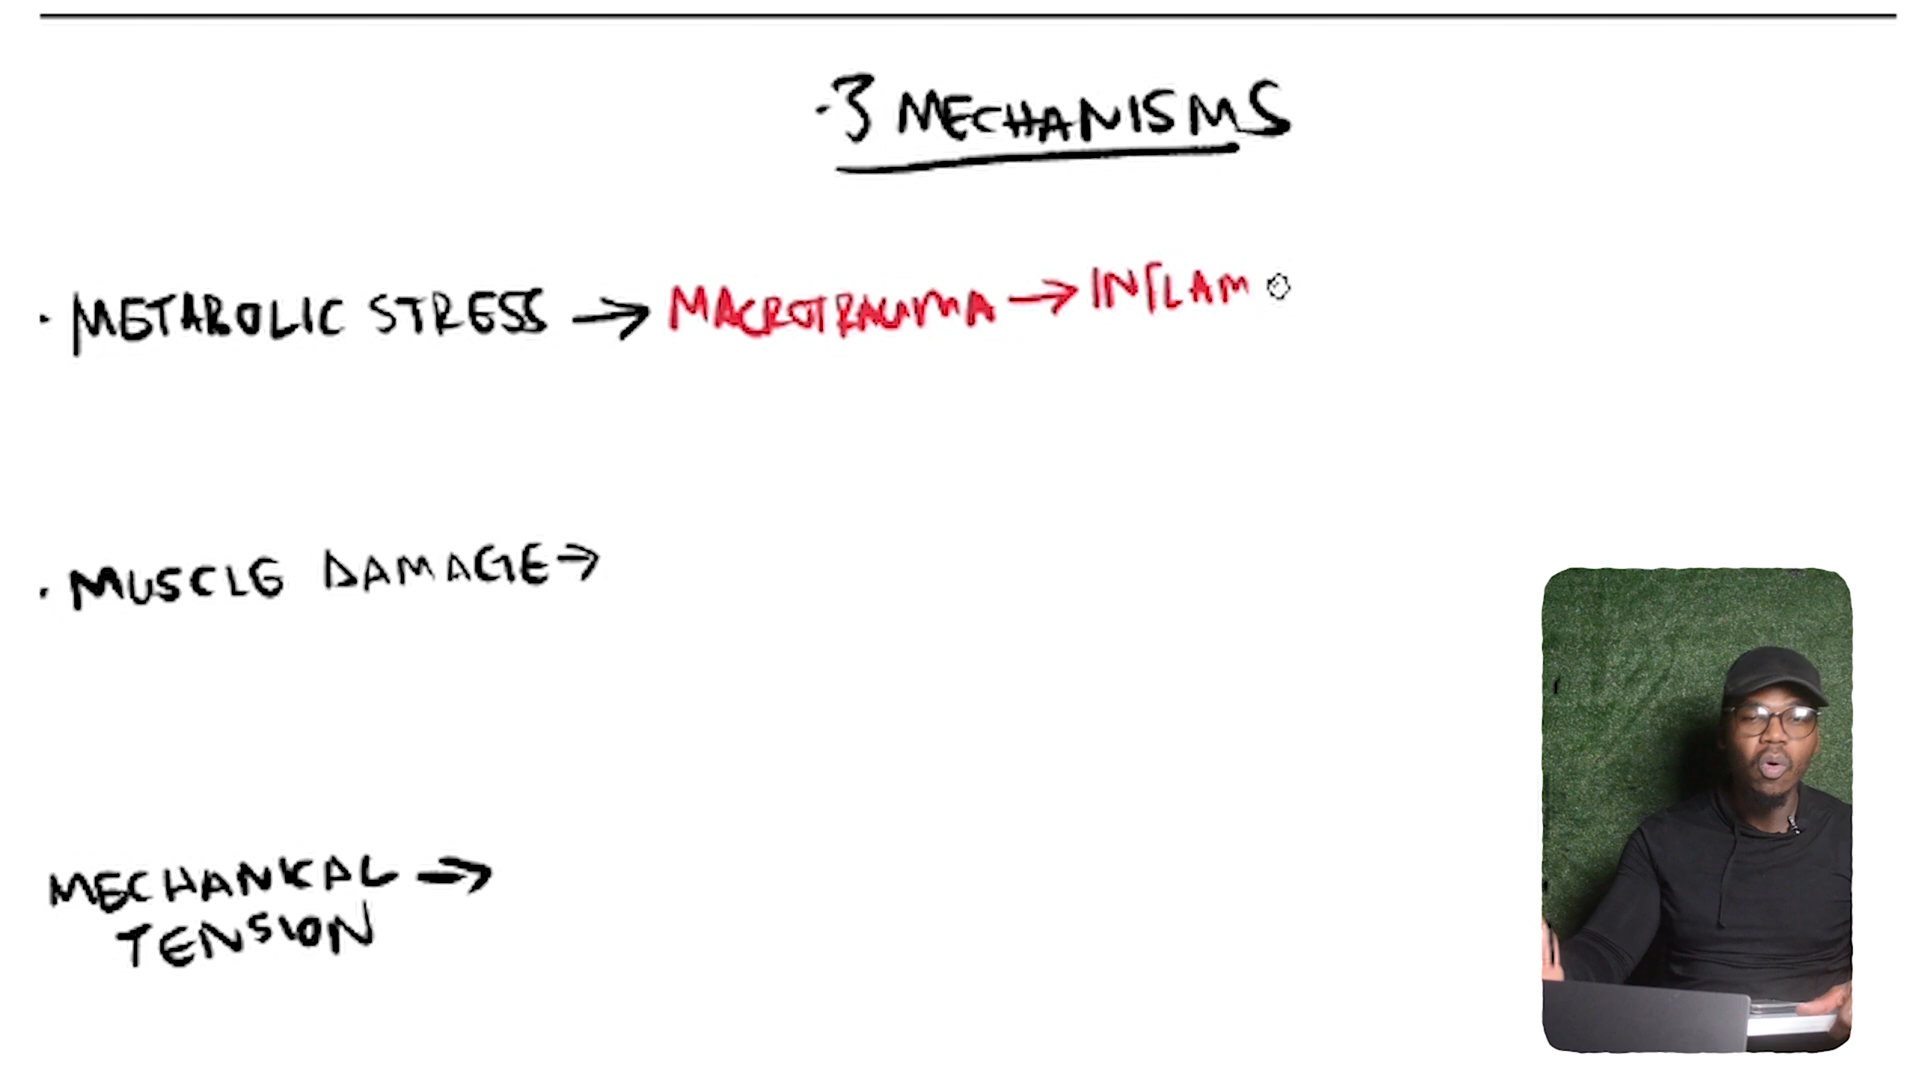 · 3 MECHANISMS
· METABOLIC STRESS → MACROTRAUMA → INFLAM
· MUSCLE DAMAGE →
MECHANICAL →
TENSION